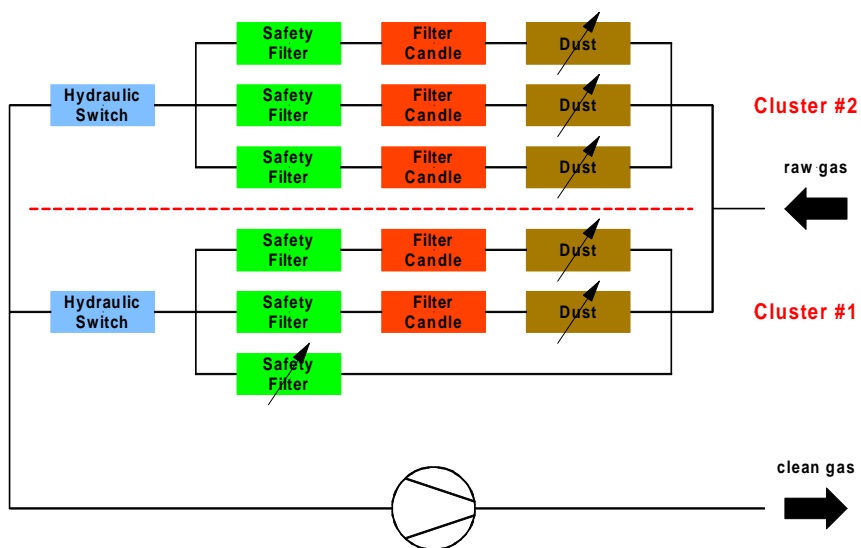 Safety
Filter
Filter
Candle
Dust
Hydraulic
Switch
Safety
Filter
Filter
Candle
Dust
Cluster #2
Safety
Filter
Filter
Candle
Dust
raw gas
Safety
Filter
Filter
Candle
Dust
Hydraulic
Switch
Safety
Filter
Filter
Candle
Dust
Cluster #1
Safety
Filter
clean gas